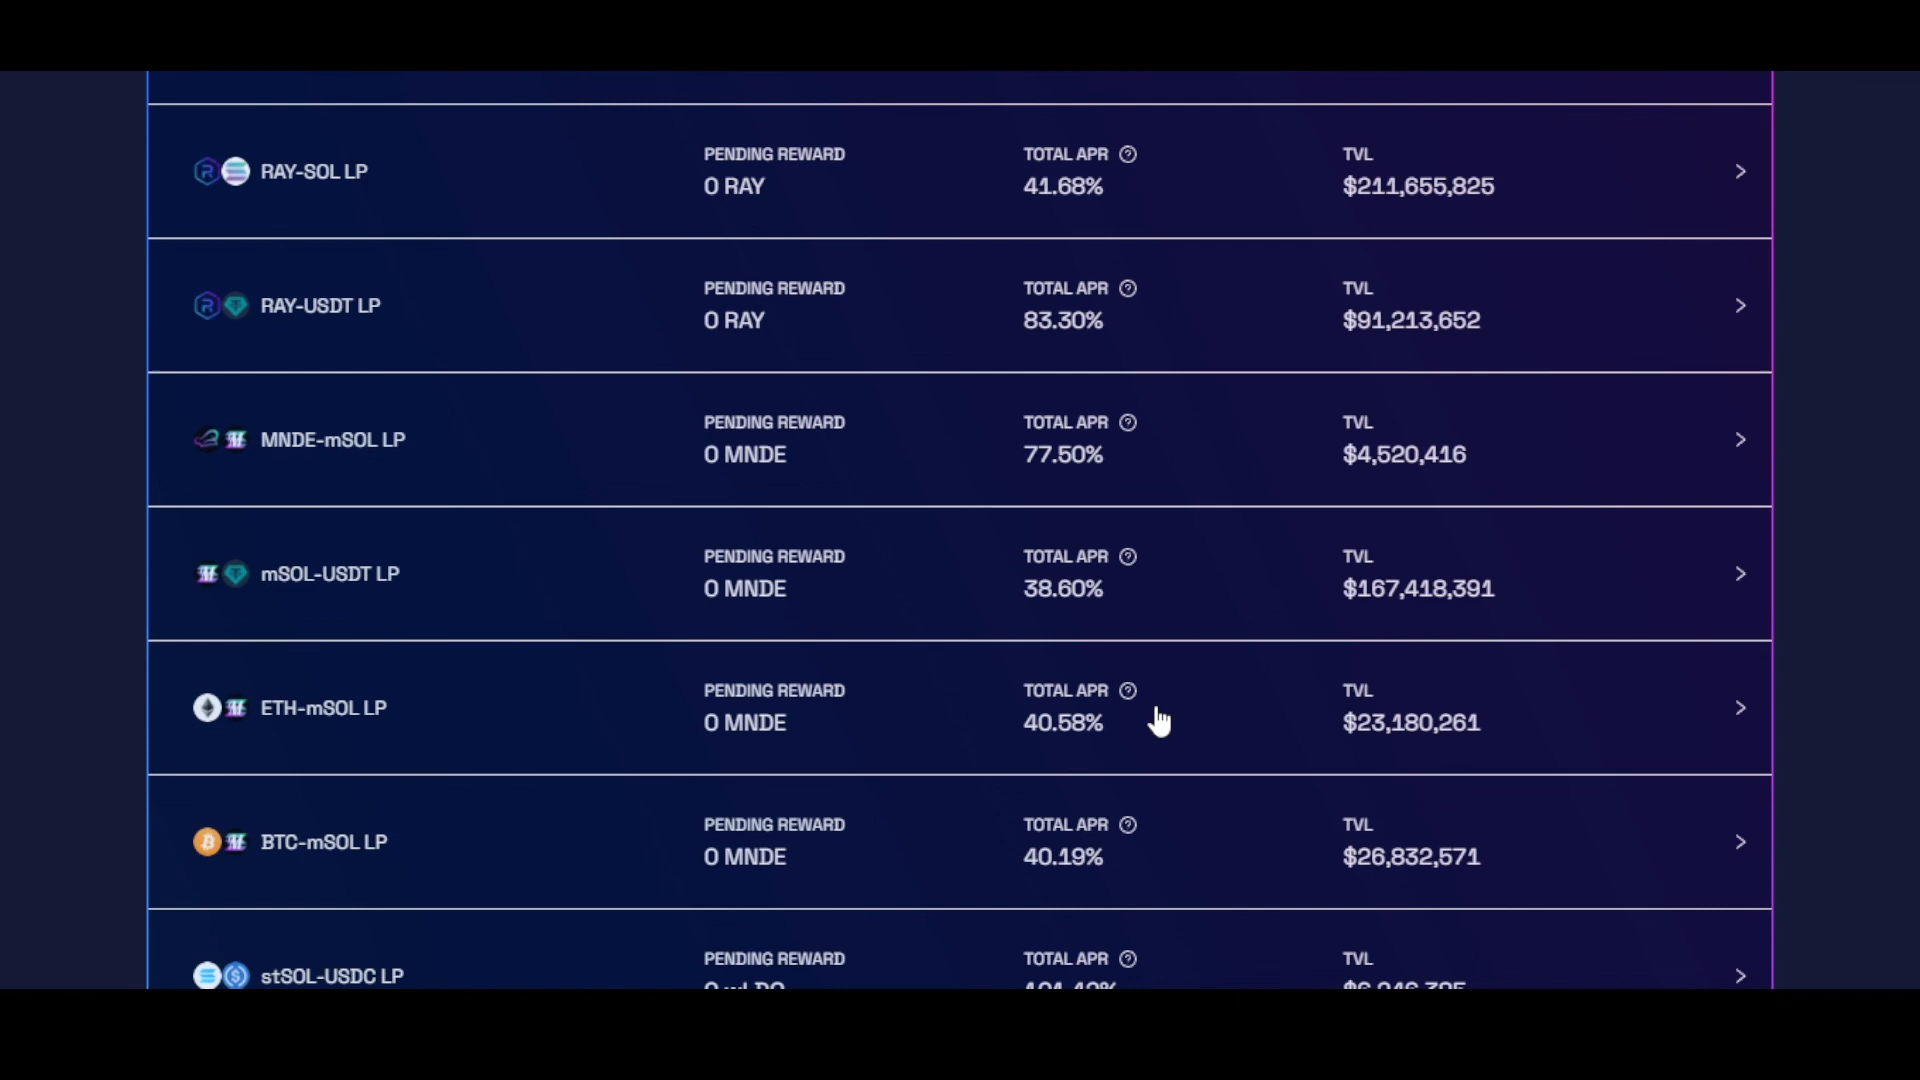 RAY-SOL LP
PENDING REWARD
0 RAY
TOTAL APR
41.68%
TVL
$211,655,825
RAY-USDT LP
PENDING REWARD
0 RAY
TOTAL APR
83.30%
TVL
$91,213,652
MNDE-mSOL LP
PENDING REWARD
0 MNDE
TOTAL APR
77.50%
TVL
$4,520,416
mSOL-USDT LP
PENDING REWARD
0 MNDE
TOTAL APR
38.60%
TVL
$167,418,391
ETH-mSOL LP
PENDING REWARD
0 MNDE
TOTAL APR
40.58%
TVL
$23,180,261
BTC-mSOL LP
PENDING REWARD
0 MNDE
TOTAL APR
40.19%
TVL
$26,832,571
stSOL-USDC LP
PENDING REWARD
TOTAL APR
TVL